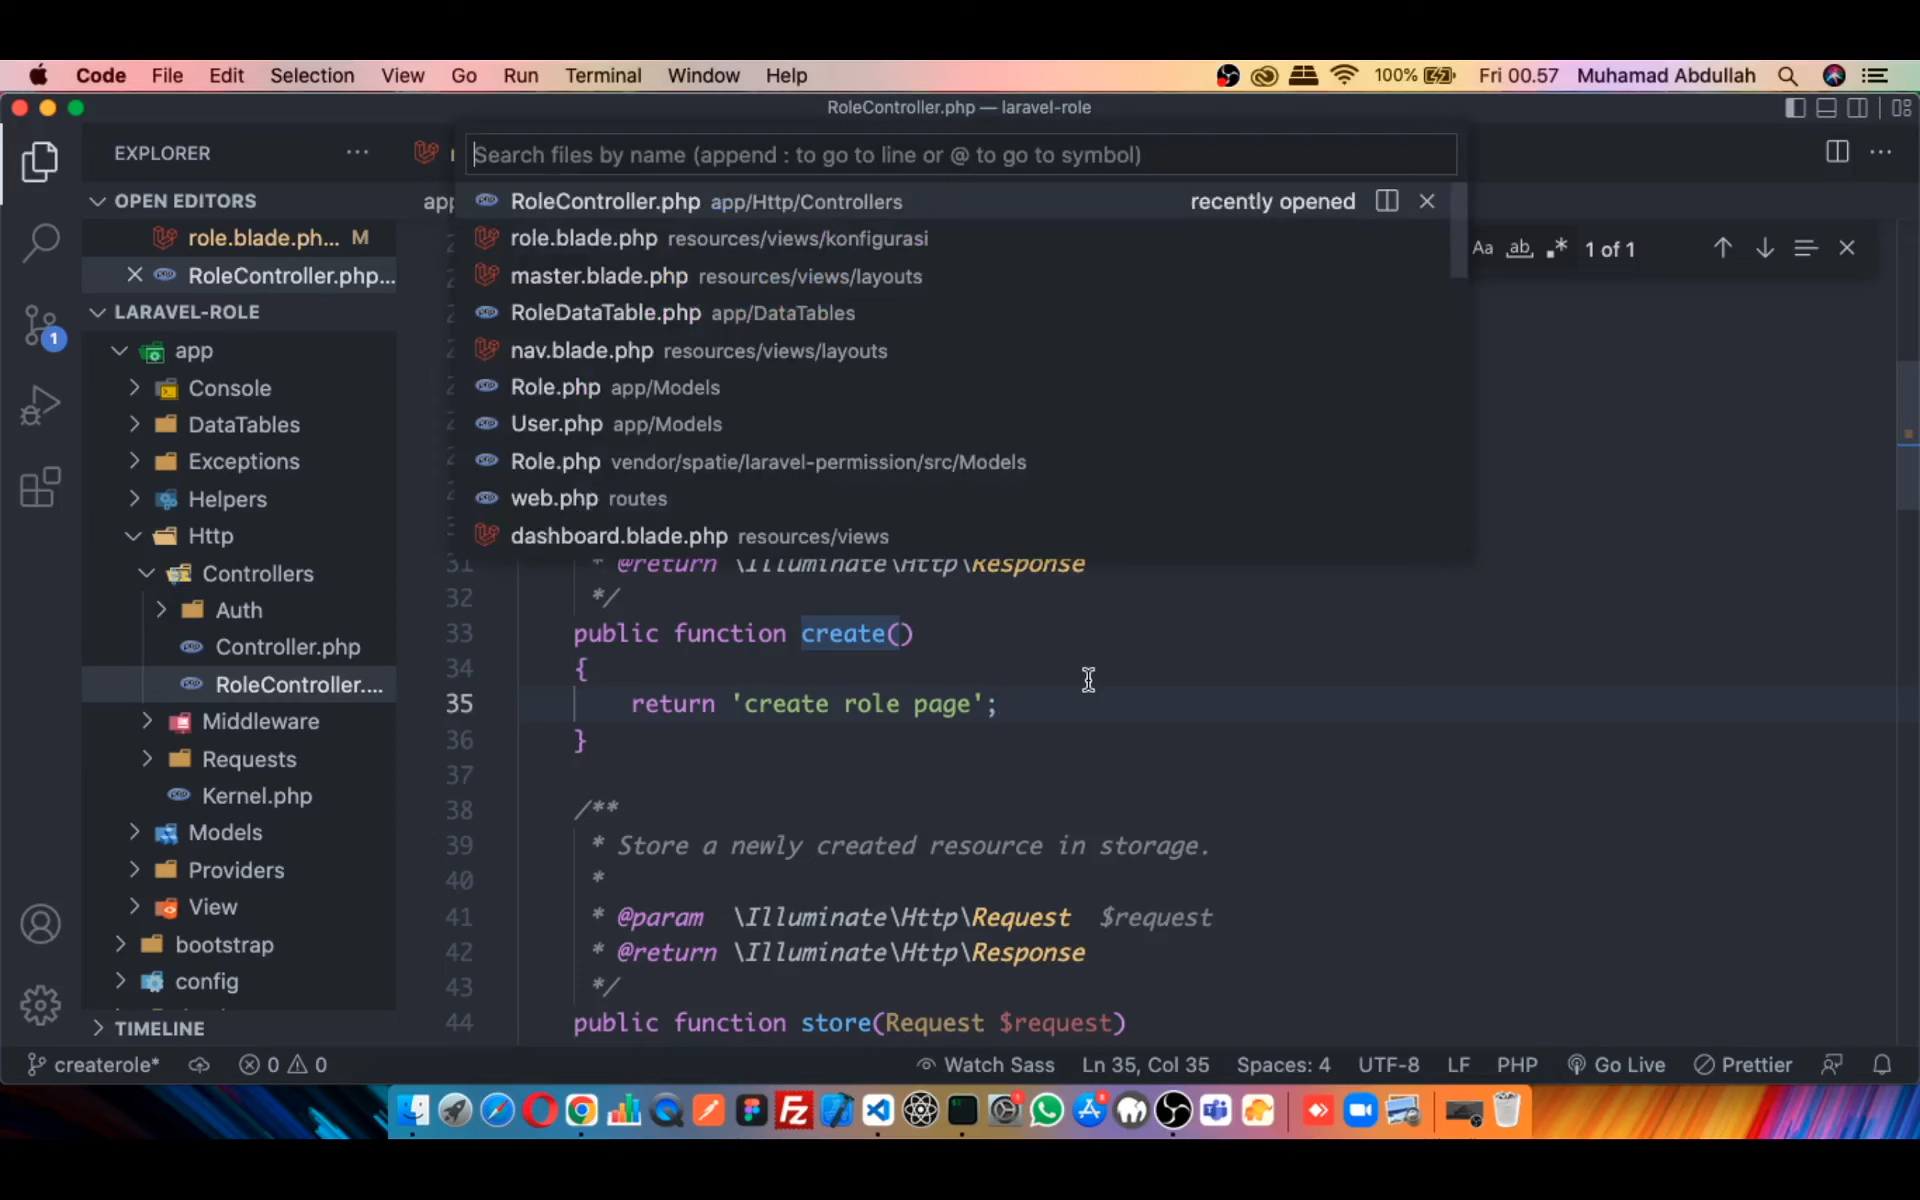 Code File Edit Selection View Go Run Terminal Window Help 100% Fri 00.57 Muhamad Abdullah
RoleController.php — laravel-role
EXPLORER ···
Search files by name (append : to go to line or @ to go to symbol)
OPEN EDITORS
role.blade.ph... M
RoleController.php...
LARAVEL-ROLE
app
Console
DataTables
Exceptions
Helpers
Http
Controllers
Auth
Controller.php
RoleController....
Middleware
Requests
Kernel.php
Models
Providers
View
bootstrap
config
TIMELINE
app
RoleController.php app/Http/Controllers recently opened
role.blade.php resources/views/konfigurasi
master.blade.php resources/views/layouts
RoleDataTable.php app/DataTables
nav.blade.php resources/views/layouts
Role.php app/Models
User.php app/Models
Role.php vendor/spatie/laravel-permission/src/Models
web.php routes
dashboard.blade.php resources/views
Aa ab 1 of 1
31 * @return \Illuminate\Http\Response
32 */
33 public function create()
34 {
35 return 'create role page';
36 }
37
38 /**
39 * Store a newly created resource in storage.
40 *
41 * @param \Illuminate\Http\Request $request
42 * @return \Illuminate\Http\Response
43 */
44 public function store(Request $request)
createrole* 0 0 Watch Sass Ln 35, Col 35 Spaces: 4 UTF-8 LF PHP Go Live Prettier